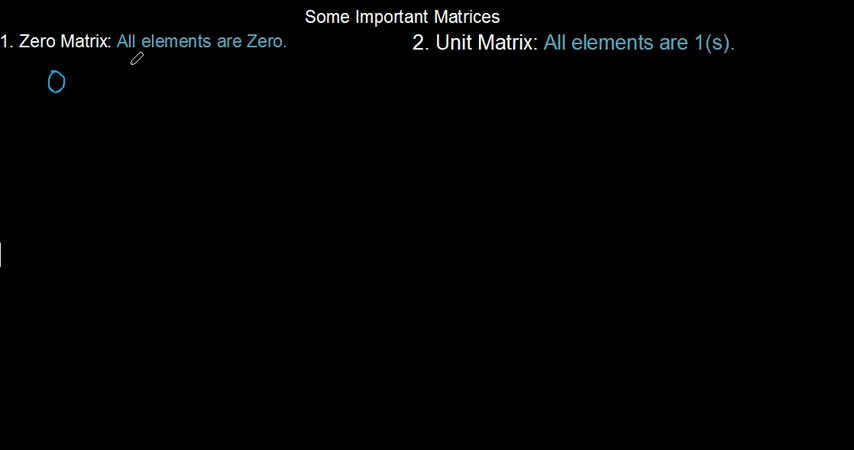 Some Important Matrices
1. Zero Matrix: All elements are Zero.
2. Unit Matrix: All elements are 1(s).
0